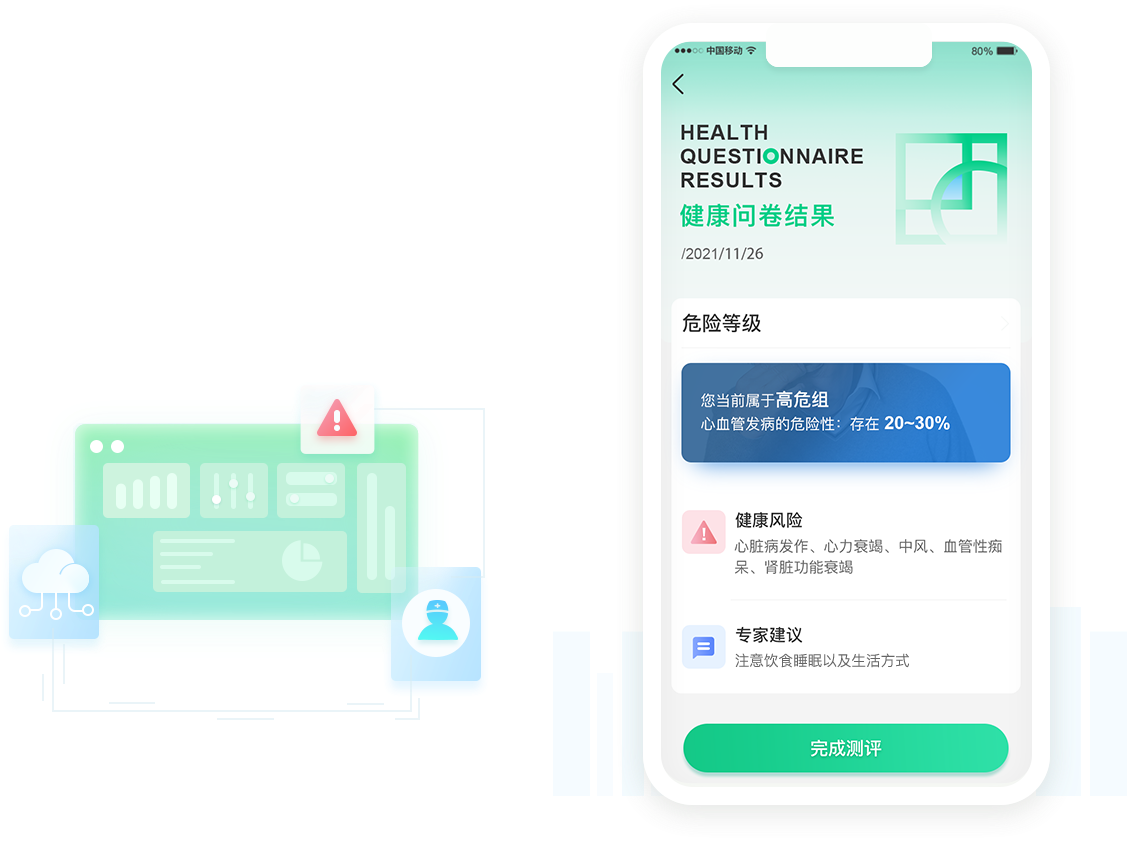 中国移动
80%
HEALTH
QUESTIONNAIRE
RESULTS
健康问卷结果
/2021/11/26
危险等级
您当前属于高危组
心血管发病的危险性：存在 20~30%
健康风险
心脏病发作、心力衰竭、中风、血管性痴
呆、肾脏功能衰竭
专家建议
注意饮食睡眠以及生活方式
完成测评